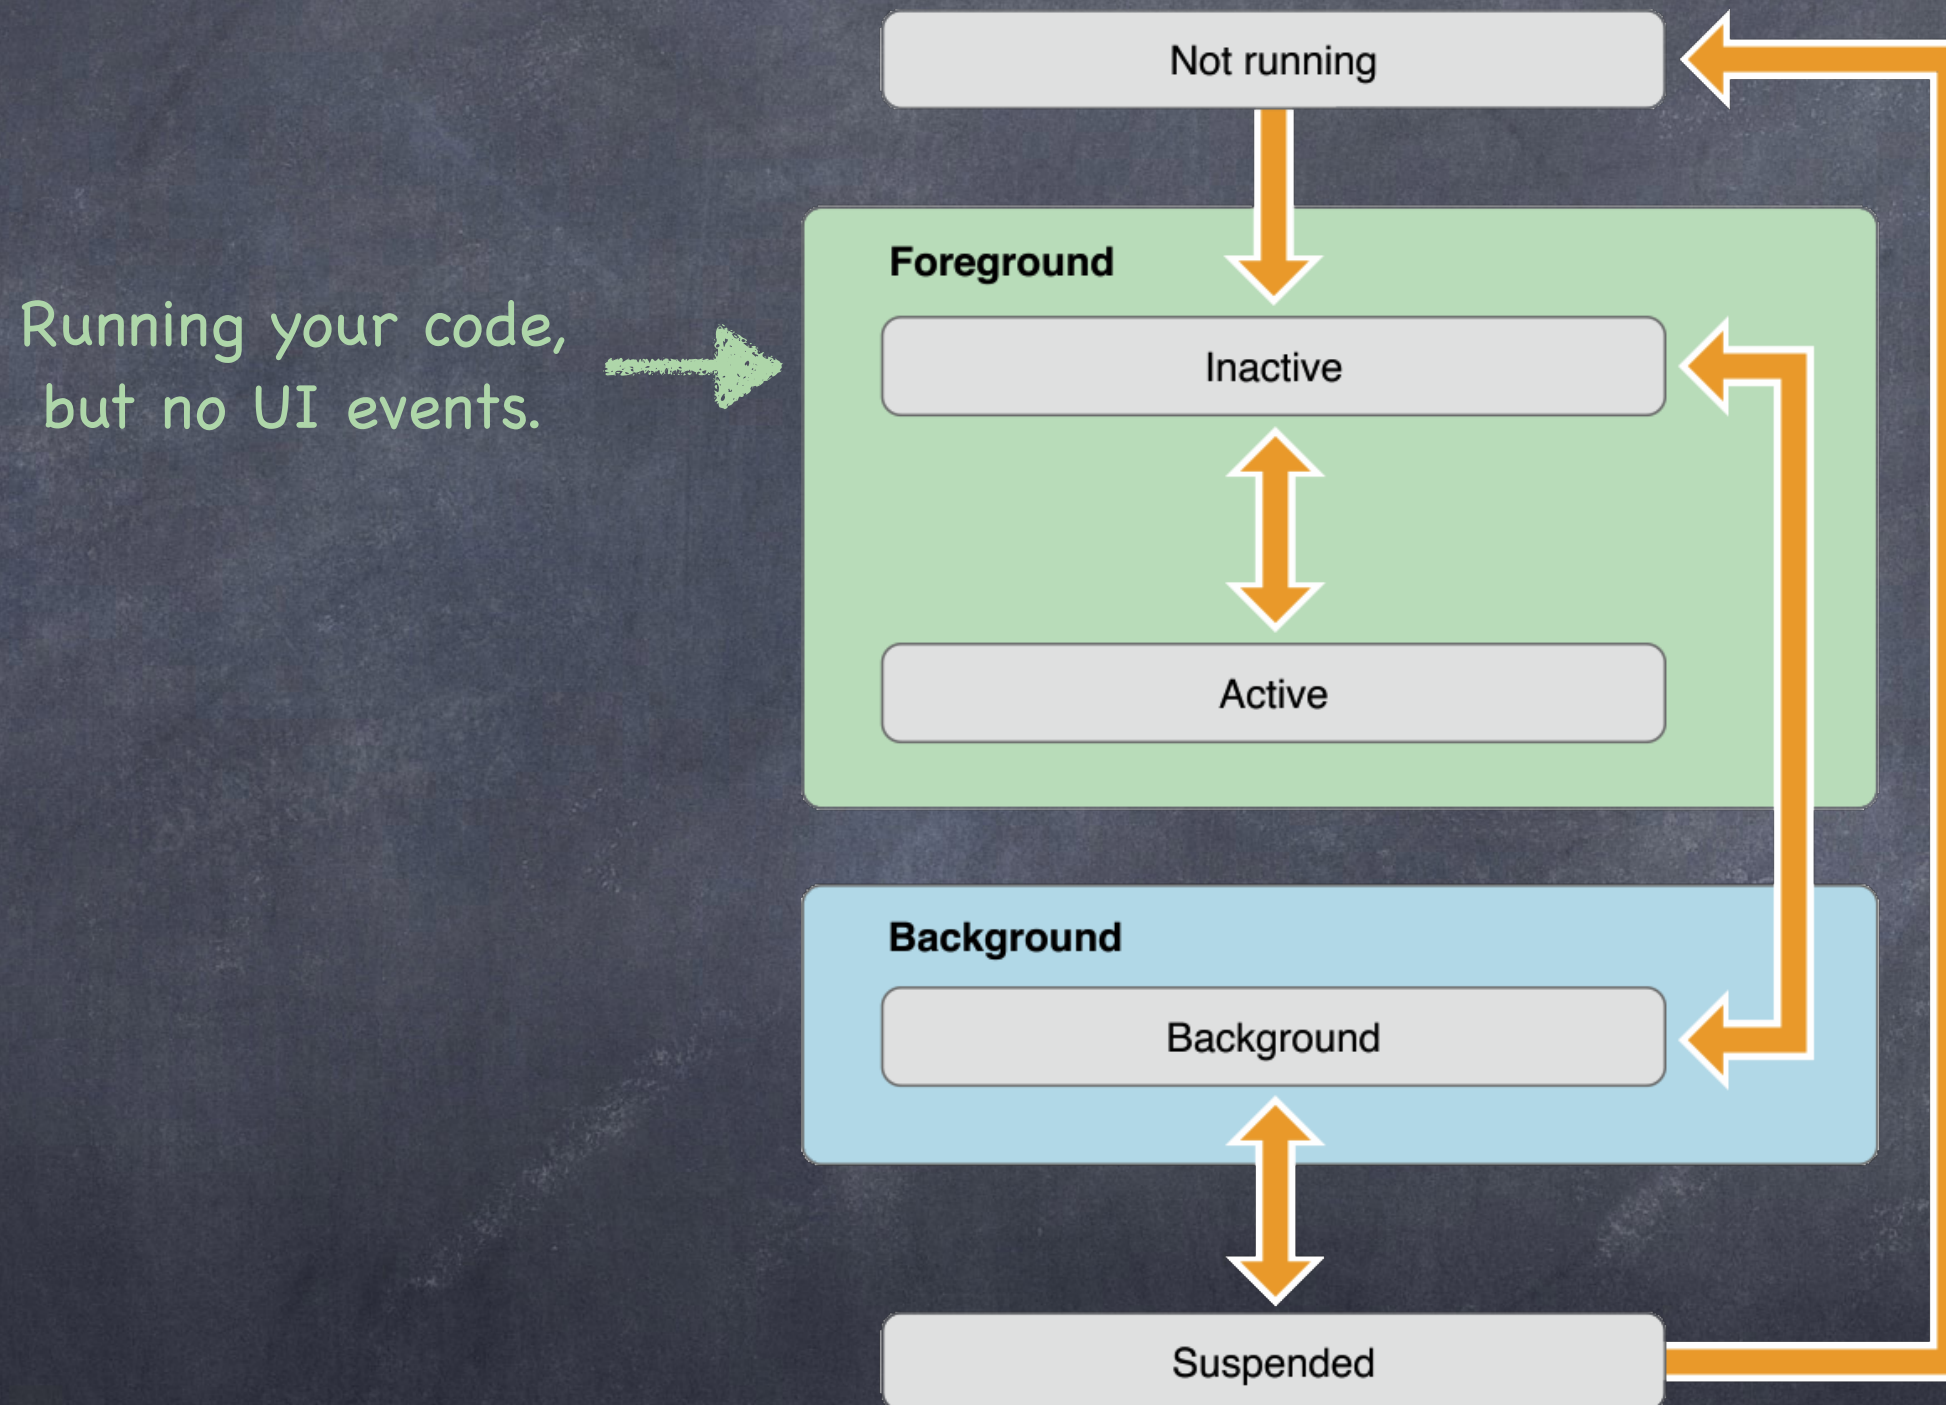 Not running
Foreground
Running your code,
but no UI events.
Inactive
Active
Background
Background
Suspended